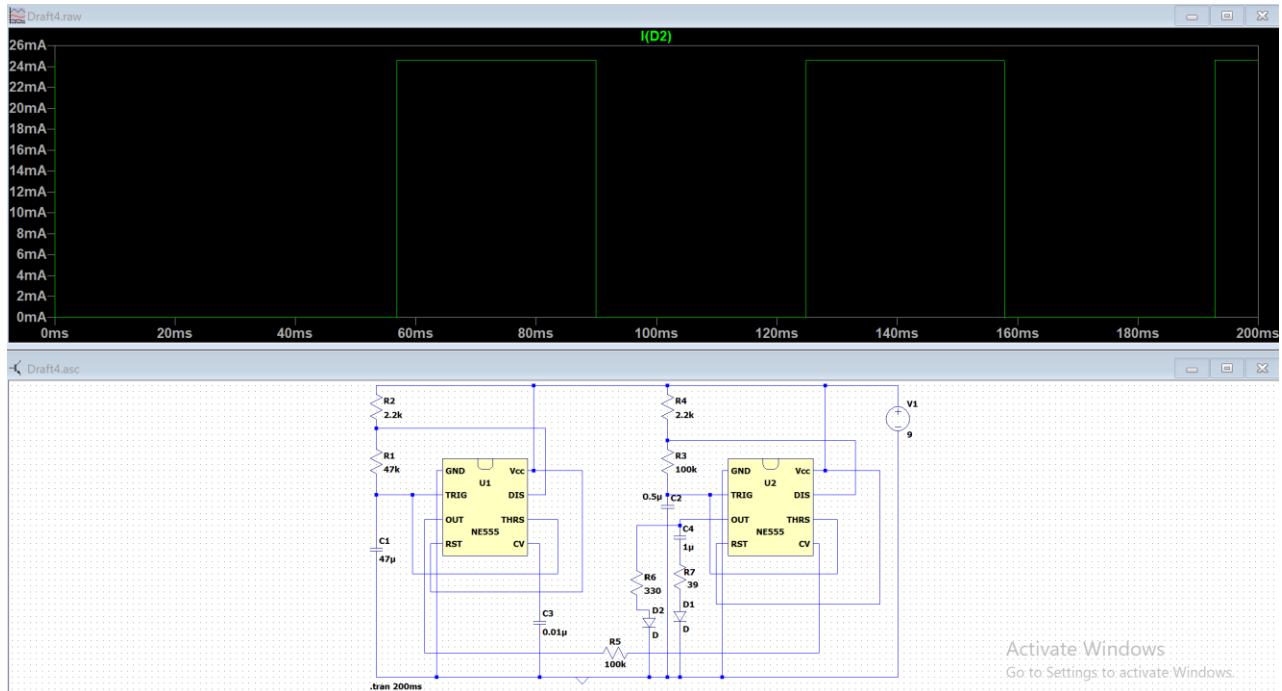 Draft4.raw
I(D2)
26mA
24mA
22mA
20mA
18mA
16mA
14mA
12mA
10mA
8mA
6mA
4mA
2mA
0mA
0ms 20ms 40ms 60ms 80ms 100ms 120ms 140ms 160ms 180ms 200ms
Draft4.asc
R2
2.2k
R1
47k
C1
47µ
GND Vcc
U1
TRIG DIS
OUT THRS
NE555
RST CV
C3
0.01µ
R5
100k
R4
2.2k
R3
100k
0.5µ C2
C4
1µ
R6
330
R7
39
D2
D
D1
D
GND Vcc
U2
TRIG DIS
OUT THRS
NE555
RST CV
V1
9
.tran 200ms
Activate Windows
Go to Settings to activate Windows.